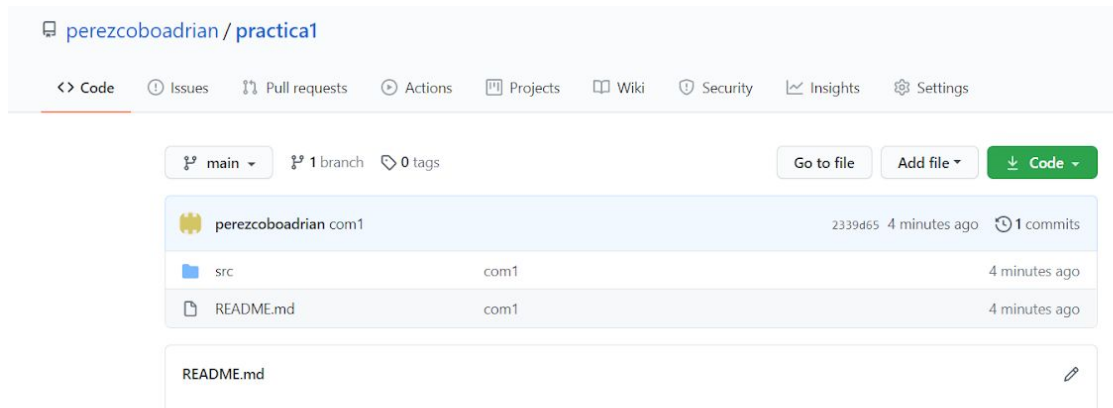 perezcoboadrian / practica1
Code Issues Pull requests Actions Projects Wiki Security Insights Settings
main 1 branch 0 tags Go to file Add file Code
perezcoboadrian com1 2339d65 4 minutes ago 1 commits
src com1 4 minutes ago
README.md com1 4 minutes ago
README.md